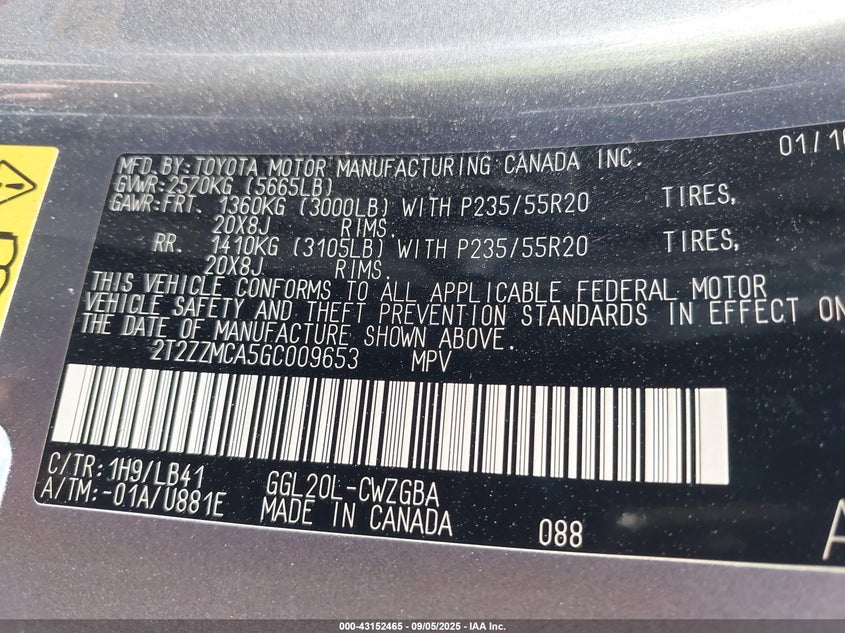 MFD. BY: TOYOTA MOTOR MANUFACTURING CANADA INC. 01/16
GVWR: 2570KG (5665LB)
GAWR: FRT. 1360KG (3000LB) WITH P235/55R20 TIRES,
20X8J RIMS.
RR. 1410KG (3105LB) WITH P235/55R20 TIRES,
20X8J RIMS.
THIS VEHICLE CONFORMS TO ALL APPLICABLE FEDERAL MOTOR
VEHICLE SAFETY AND THEFT PREVENTION STANDARDS IN EFFECT ON
THE DATE OF MANUFACTURE SHOWN ABOVE.
2T2ZZMCA5GC009653 MPV
C/TR: 1H9/LB41 GGL20L-CWZGBA
A/TM: -01A/U881E MADE IN CANADA 088
000-43152465 - 09/05/2025 - IAA Inc.